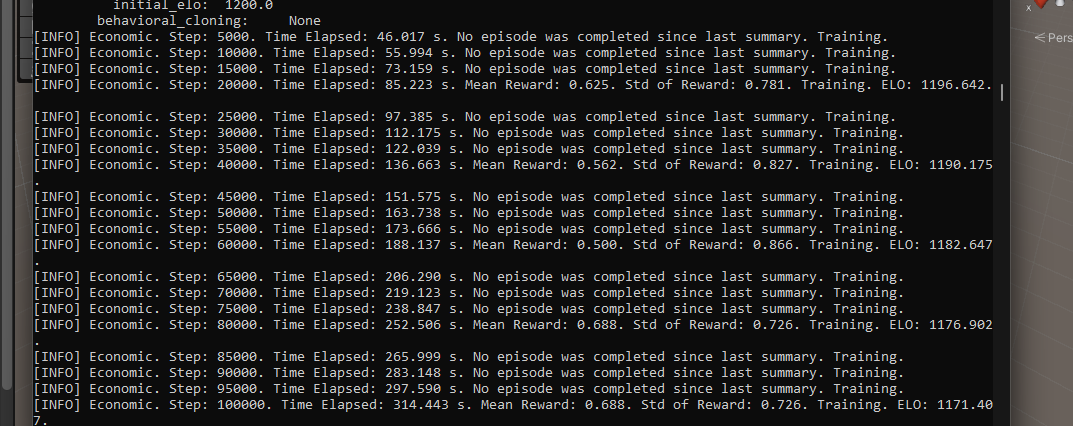 initial_elo: 1200.0
behavioral_cloning: None
[INFO] Economic. Step: 5000. Time Elapsed: 46.017 s. No episode was completed since last summary. Training.
[INFO] Economic. Step: 10000. Time Elapsed: 55.994 s. No episode was completed since last summary. Training.
[INFO] Economic. Step: 15000. Time Elapsed: 73.159 s. No episode was completed since last summary. Training.
[INFO] Economic. Step: 20000. Time Elapsed: 85.223 s. Mean Reward: 0.625. Std of Reward: 0.781. Training. ELO: 1196.642.
[INFO] Economic. Step: 25000. Time Elapsed: 97.385 s. No episode was completed since last summary. Training.
[INFO] Economic. Step: 30000. Time Elapsed: 112.175 s. No episode was completed since last summary. Training.
[INFO] Economic. Step: 35000. Time Elapsed: 122.039 s. No episode was completed since last summary. Training.
[INFO] Economic. Step: 40000. Time Elapsed: 136.663 s. Mean Reward: 0.562. Std of Reward: 0.827. Training. ELO: 1190.175
.
[INFO] Economic. Step: 45000. Time Elapsed: 151.575 s. No episode was completed since last summary. Training.
[INFO] Economic. Step: 50000. Time Elapsed: 163.738 s. No episode was completed since last summary. Training.
[INFO] Economic. Step: 55000. Time Elapsed: 173.666 s. No episode was completed since last summary. Training.
[INFO] Economic. Step: 60000. Time Elapsed: 188.137 s. Mean Reward: 0.500. Std of Reward: 0.866. Training. ELO: 1182.647
.
[INFO] Economic. Step: 65000. Time Elapsed: 206.290 s. No episode was completed since last summary. Training.
[INFO] Economic. Step: 70000. Time Elapsed: 219.123 s. No episode was completed since last summary. Training.
[INFO] Economic. Step: 75000. Time Elapsed: 238.847 s. No episode was completed since last summary. Training.
[INFO] Economic. Step: 80000. Time Elapsed: 252.506 s. Mean Reward: 0.688. Std of Reward: 0.726. Training. ELO: 1176.902
.
[INFO] Economic. Step: 85000. Time Elapsed: 265.999 s. No episode was completed since last summary. Training.
[INFO] Economic. Step: 90000. Time Elapsed: 283.148 s. No episode was completed since last summary. Training.
[INFO] Economic. Step: 95000. Time Elapsed: 297.590 s. No episode was completed since last summary. Training.
[INFO] Economic. Step: 100000. Time Elapsed: 314.443 s. Mean Reward: 0.688. Std of Reward: 0.726. Training. ELO: 1171.40
7.
x
Pers